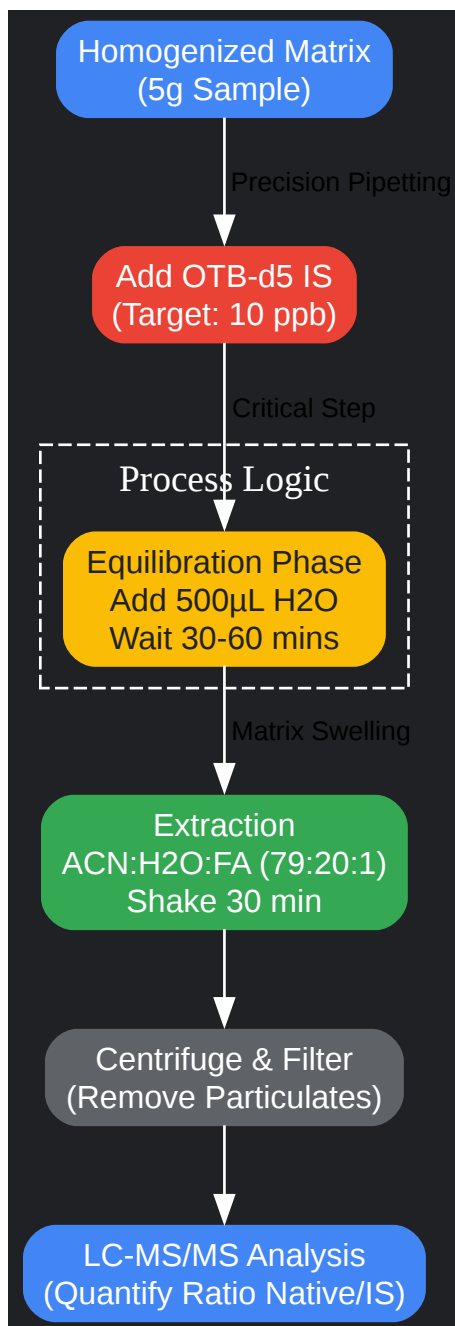 Homogenized Matrix
(5g Sample)
Precision Pipetting
Add OTB-d5 IS
(Target: 10 ppb)
Critical Step
Process Logic
Equilibration Phase
Add 500µL H2O
Wait 30-60 mins
Matrix Swelling
Extraction
ACN:H2O:FA (79:20:1)
Shake 30 min
Centrifuge & Filter
(Remove Particulates)
LC-MS/MS Analysis
(Quantify Ratio Native/IS)